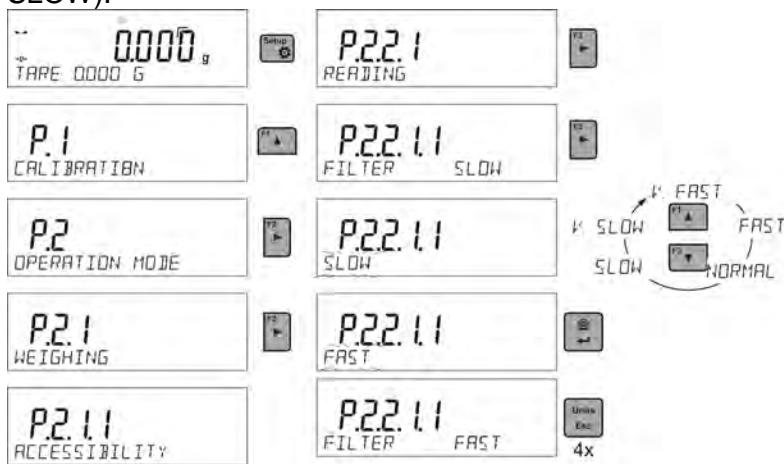 SLOW).
0.000 g
TARE 0.000 G
Setup
P.1
CALIBRATION
F1
P.2
OPERATION MODE
F2
P.2.1
WEIGHING
F2
P.2.1.1
ACCESSIBILITY
P.2.2.1
READING
F2
P.2.2.1.1
FILTER SLOW
F2
P.2.2.1.1
SLOW
V. FAST
V. SLOW
F1
FAST
SLOW
F3
NORMAL
P.2.2.1.1
FAST
P.2.2.1.1
FILTER FAST
Units
Esc
4x